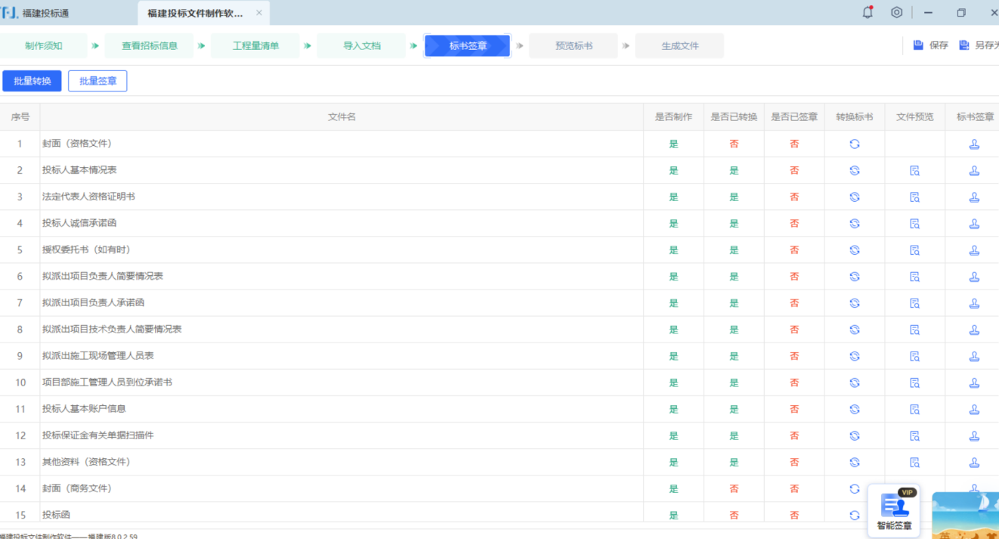 福建投标通
福建投标文件制作软...
制作须知
查看招标信息
工程量清单
导入文档
标书签章
预览标书
生成文件
保存
另存为
批量转换
批量签章
序号 文件名 是否制作 是否已转换 是否已签章 转换标书 文件预览 标书签章
1 封面（资格文件） 是 否 否
2 投标人基本情况表 是 是 否
3 法定代表人资格证明书 是 是 否
4 投标人诚信承诺函 是 是 否
5 授权委托书（如有时） 是 是 否
6 拟派出项目负责人简要情况表 是 是 否
7 拟派出项目负责人承诺函 是 是 否
8 拟派出项目技术负责人简要情况表 是 是 否
9 拟派出施工现场管理人员表 是 是 否
10 项目部施工管理人员到位承诺书 是 是 否
11 投标人基本账户信息 是 是 否
12 投标保证金有关单据扫描件 是 是 否
13 其他资料（资格文件） 是 是 否
14 封面（商务文件） 是 否 否
15 投标函 是 否 否
VIP
智能签章
英
福建投标文件制作软件——福建版8.0.2.59